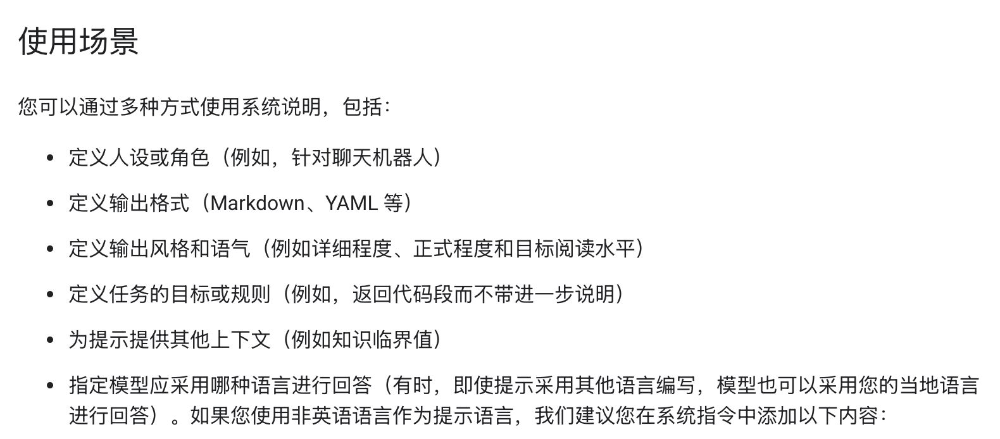 使用场景
您可以通过多种方式使用系统说明，包括：
• 定义人设或角色（例如，针对聊天机器人）
• 定义输出格式（Markdown、YAML 等）
• 定义输出风格和语气（例如详细程度、正式程度和目标阅读水平）
• 定义任务的目标或规则（例如，返回代码段而不带进一步说明）
• 为提示提供其他上下文（例如知识临界值）
• 指定模型应采用哪种语言进行回答（有时，即使提示采用其他语言编写，模型也可以采用您的当地语言
进行回答）。如果您使用非英语语言作为提示语言，我们建议您在系统指令中添加以下内容：